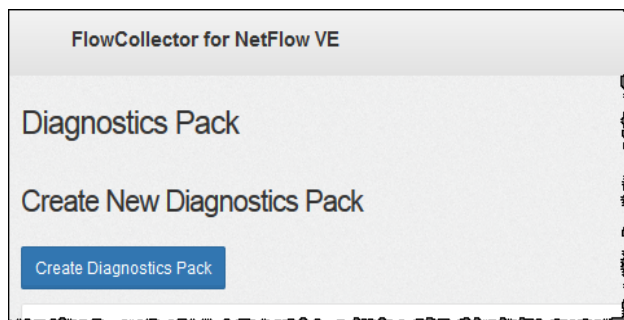 FlowCollector for NetFlow VE
Diagnostics Pack
Create New Diagnostics Pack
Create Diagnostics Pack